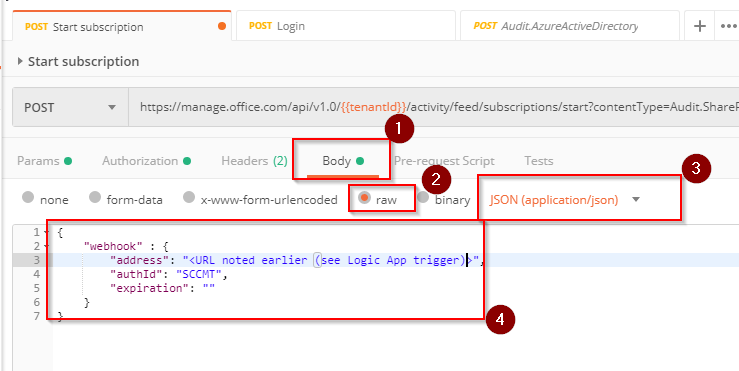 POST Start subscription POST Login POST Audit.AzureActiveDirectory + •••
Start subscription
POST https://manage.office.com/api/v1.0/{{tenantId}}/activity/feed/subscriptions/start?contentType=Audit.ShareP
1 3
Params Authorization Headers (2) Body Pre-request Script Tests
2
none form-data x-www-form-urlencoded raw binary JSON (application/json)
1 {
2 "webhook" : {
3 "address": "<URL noted earlier (see Logic App trigger)>",
4 "authId": "SCCMT",
5 "expiration": ""
6 }
7 }
4